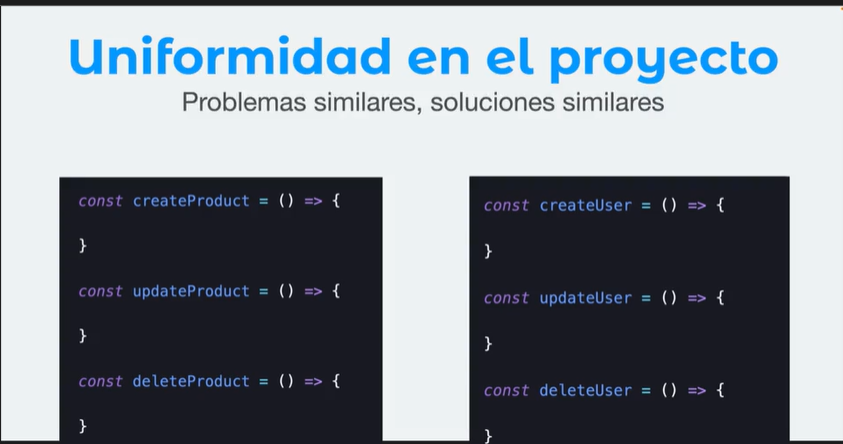 Uniformidad en el proyecto
Problemas similares, soluciones similares
const createProduct = () => {
}
const updateProduct = () => {
}
const deleteProduct = () => {
}
const createUser = () => {
}
const updateUser = () => {
}
const deleteUser = () => {
}